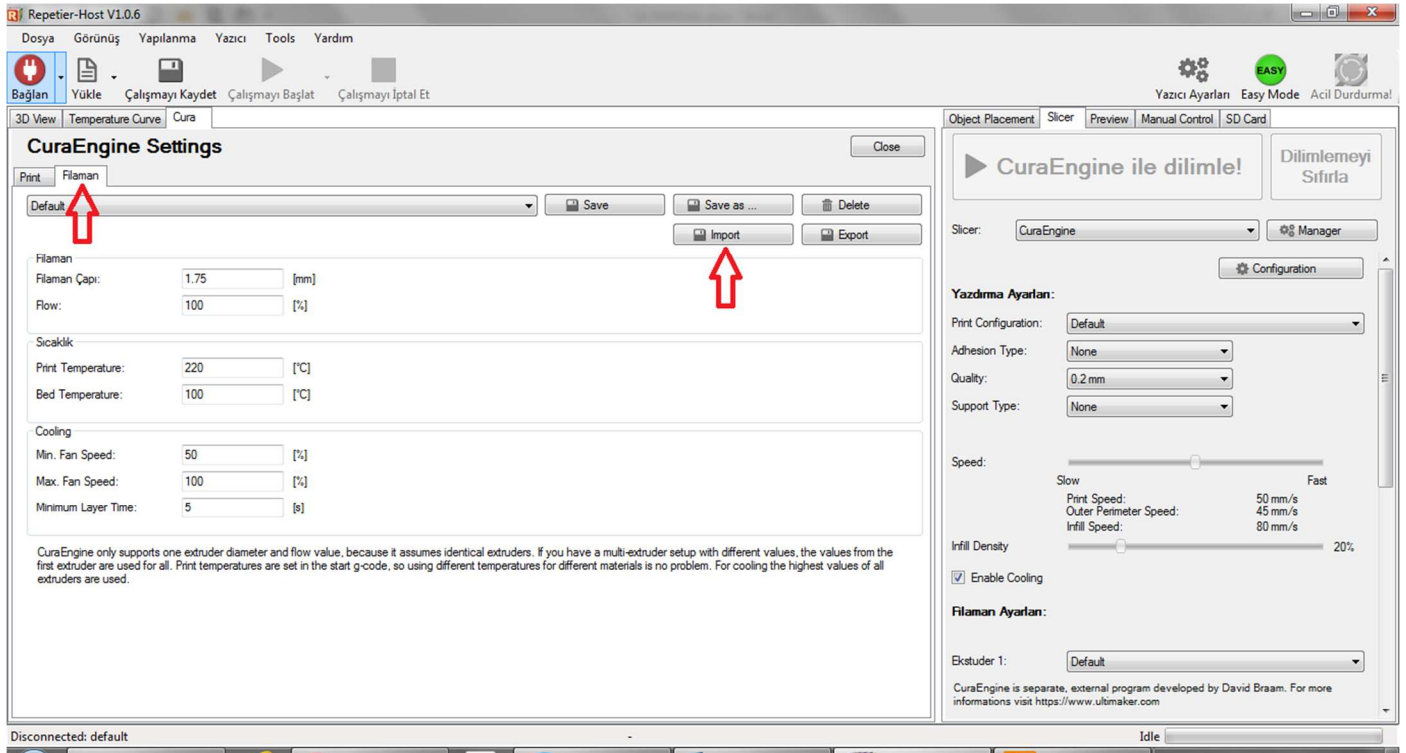 Repetier-Host V1.0.6
Dosya Görünüş Yapılanma Yazıcı Tools Yardım
Bağlan Yükle Çalışmayı Kaydet Çalışmayı Başlat Çalışmayı İptal Et Yazıcı Ayarları EASY Easy Mode Acil Durdurma!
3D View Temperature Curve Cura
CuraEngine Settings Close
Print Filaman
Default Save Save as ... Delete
Import Export
Filaman
Filaman Çapı: 1.75 [mm]
Flow: 100 [%]
Sıcaklık
Print Temperature: 220 [°C]
Bed Temperature: 100 [°C]
Cooling
Min. Fan Speed: 50 [%]
Max. Fan Speed: 100 [%]
Minimum Layer Time: 5 [s]
CuraEngine only supports one extruder diameter and flow value, because it assumes identical extruders. If you have a multi-extruder setup with different values, the values from the
first extruder are used for all. Print temperatures are set in the start g-code, so using different temperatures for different materials is no problem. For cooling the highest values of all
extruders are used.
Object Placement Slicer Preview Manual Control SD Card
CuraEngine ile dilimle! Dilimlemeyi
Sıfırla
Slicer: CuraEngine Manager
Configuration
Yazdırma Ayarları:
Print Configuration: Default
Adhesion Type: None
Quality: 0.2 mm
Support Type: None
Speed:
Slow Fast
Print Speed: 50 mm/s
Outer Perimeter Speed: 45 mm/s
Infill Speed: 80 mm/s
Infill Density 20%
Enable Cooling
Filaman Ayarları:
Ekstuder 1: Default
CuraEngine is separate, external program developed by David Braam. For more
informations visit https://www.ultimaker.com
Disconnected: default - Idle